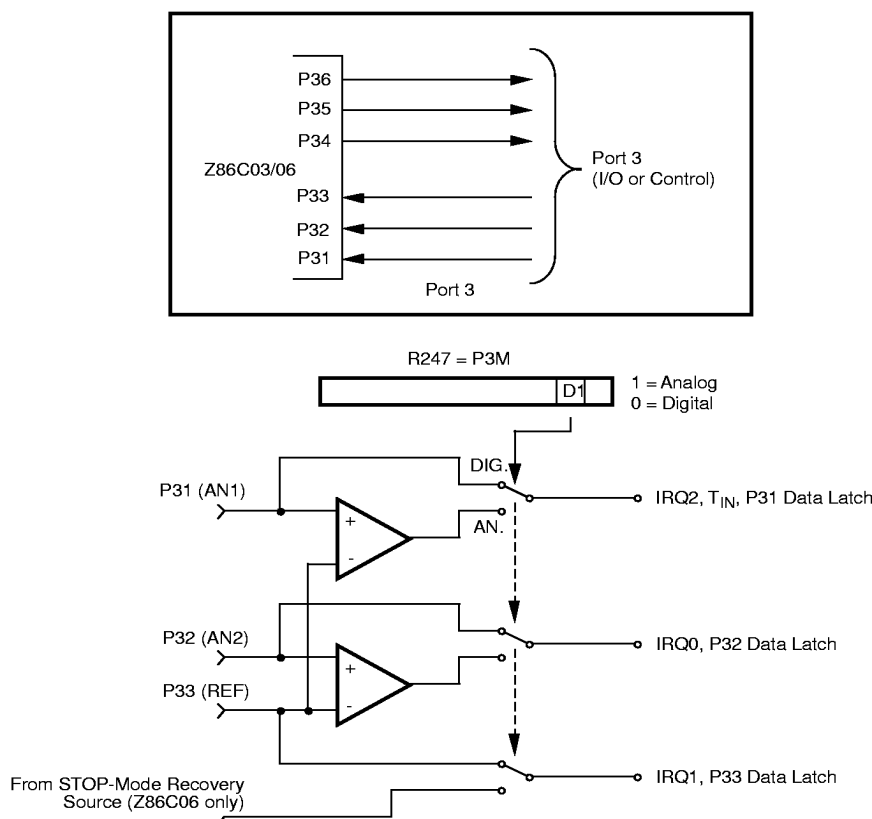 P36
P35
P34
Z86C03/06
P33
P32
P31
Port 3
(I/O or Control)
Port 3
R247 = P3M
D1
1 = Analog
0 = Digital
DIG.
P31 (AN1)
+
-
AN.
IRQ2, TIN, P31 Data Latch
P32 (AN2)
+
-
IRQ0, P32 Data Latch
P33 (REF)
From STOP-Mode Recovery
Source (Z86C06 only)
IRQ1, P33 Data Latch